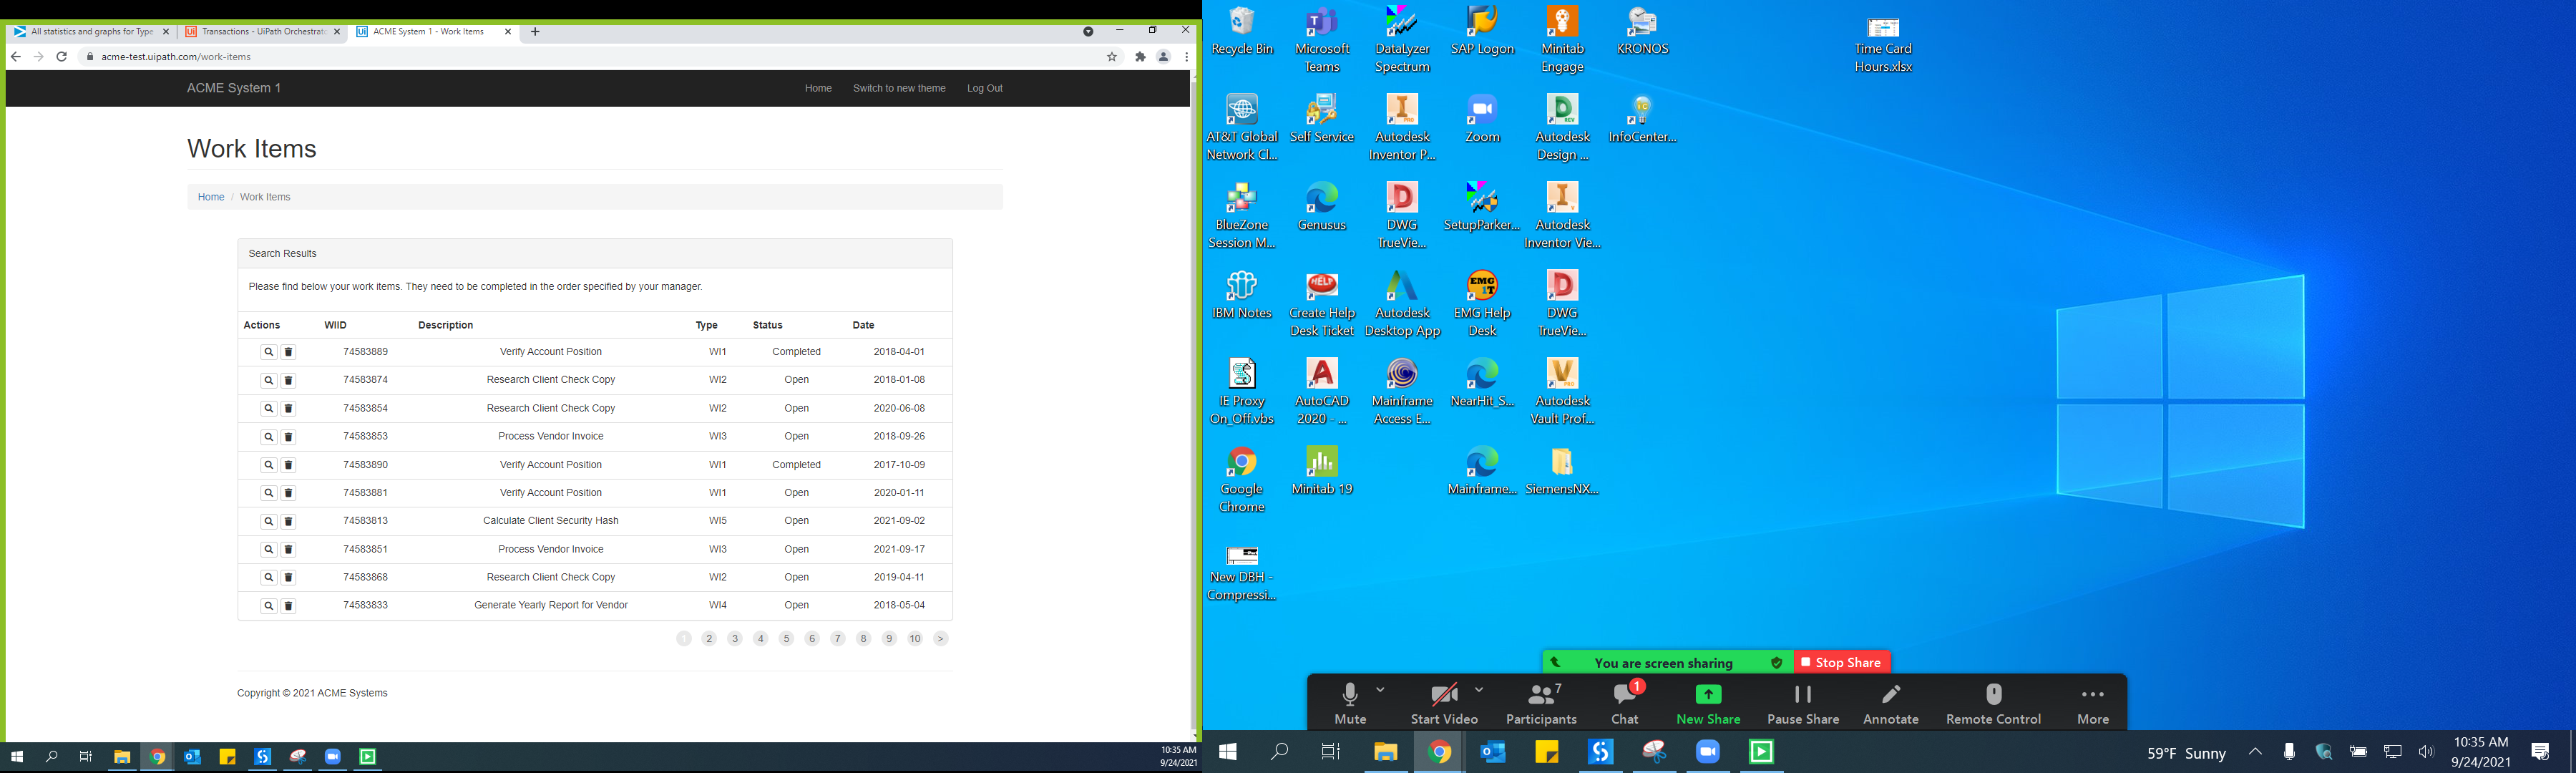 All statistics and graphs for Type
Transactions - UiPath Orchestrato
ACME System 1 - Work Items
acme-test.uipath.com/work-items
ACME System 1
Home
Switch to new theme
Log Out
Work Items
Home / Work Items
Search Results
Please find below your work items. They need to be completed in the order specified by your manager.
Actions WIID Description Type Status Date
74583889 Verify Account Position WI1 Completed 2018-04-01
74583874 Research Client Check Copy WI2 Open 2018-01-08
74583854 Research Client Check Copy WI2 Open 2020-06-08
74583853 Process Vendor Invoice WI3 Open 2018-09-26
74583890 Verify Account Position WI1 Completed 2017-10-09
74583881 Verify Account Position WI1 Open 2020-01-11
74583813 Calculate Client Security Hash WI5 Open 2021-09-02
74583851 Process Vendor Invoice WI3 Open 2021-09-17
74583868 Research Client Check Copy WI2 Open 2019-04-11
74583833 Generate Yearly Report for Vendor WI4 Open 2018-05-04
1 2 3 4 5 6 7 8 9 10 >
Copyright © 2021 ACME Systems
10:35 AM
9/24/2021
Recycle Bin
Microsoft
Teams
DataLyzer
Spectrum
SAP Logon
Minitab
Engage
KRONOS
Time Card
Hours.xlsx
AT&T Global
Network Cl...
Self Service
Autodesk
Inventor P...
Zoom
Autodesk
Design ...
InfoCenter...
BlueZone
Session M...
Genusus
DWG
TrueVie...
SetupParker...
Autodesk
Inventor Vie...
IBM Notes
Create Help
Desk Ticket
Autodesk
Desktop App
EMG Help
Desk
DWG
TrueVie...
IE Proxy
On_Off.vbs
AutoCAD
2020 - ...
Mainframe
Access E...
NearHit_S...
Autodesk
Vault Prof...
Google
Chrome
Minitab 19
Mainframe...
SiemensNX...
New DBH -
Compressi...
You are screen sharing
Stop Share
7
1
Mute
Start Video
Participants
Chat
New Share
Pause Share
Annotate
Remote Control
More
59°F Sunny
10:35 AM
9/24/2021